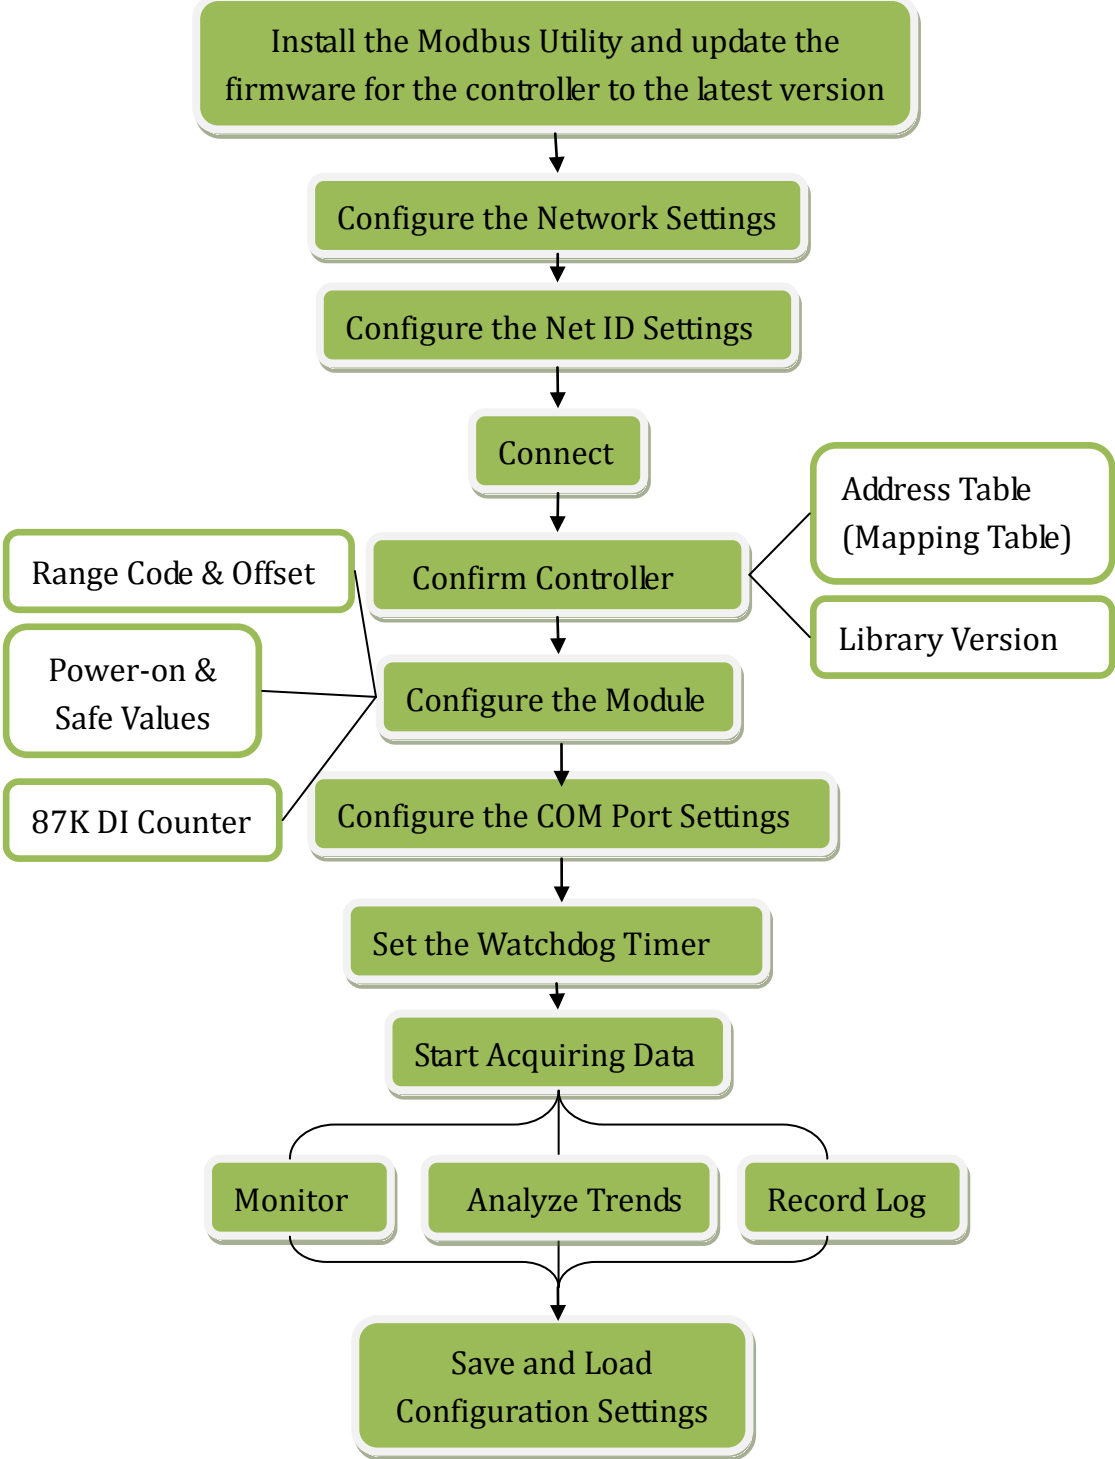 Install the Modbus Utility and update the
firmware for the controller to the latest version
Configure the Network Settings
Configure the Net ID Settings
Connect
Address Table
(Mapping Table)
Range Code & Offset
Confirm Controller
Library Version
Power-on &
Safe Values
Configure the Module
87K DI Counter
Configure the COM Port Settings
Set the Watchdog Timer
Start Acquiring Data
Monitor
Analyze Trends
Record Log
Save and Load
Configuration Settings